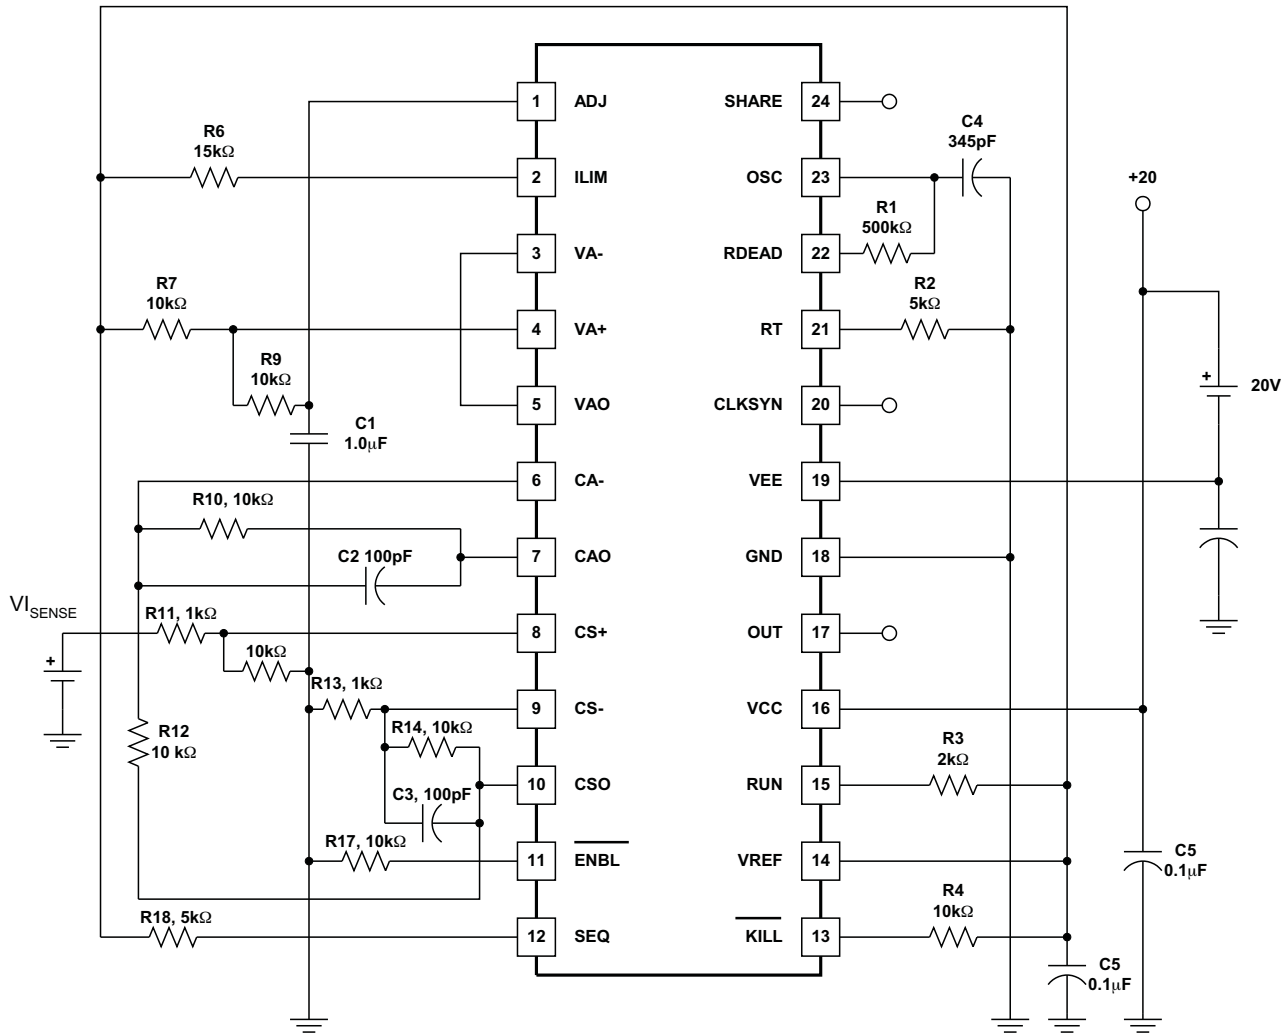 1 ADJ
SHARE 24
R6
15kΩ
C4
345pF
2 ILIM
OSC 23
+20
R1
500kΩ
3 VA-
RDEAD 22
R7
10kΩ
R2
5kΩ
4 VA+
RT 21
R9
10kΩ
+
20V
5 VAO
CLKSYN 20
C1
1.0µF
6 CA-
VEE 19
R10, 10kΩ
C2 100pF
7 CAO
GND 18
VI_SENSE
R11, 1kΩ
8 CS+
OUT 17
+
10kΩ
R13, 1kΩ
9 CS-
VCC 16
R12
10 kΩ
R14, 10kΩ
R3
2kΩ
10 CSO
RUN 15
C3, 100pF
R17, 10kΩ
11 ENBL
VREF 14
C5
0.1µF
R4
10kΩ
R18, 5kΩ
12 SEQ
KILL 13
C5
0.1µF